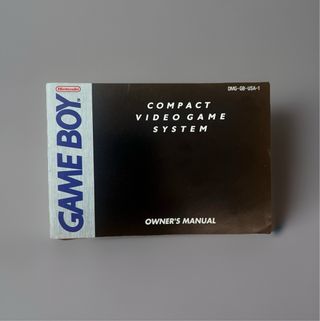 Nintendo
GAME BOY
DMG-GB-USA-1
COMPACT
VIDEO GAME
SYSTEM
OWNER'S MANUAL